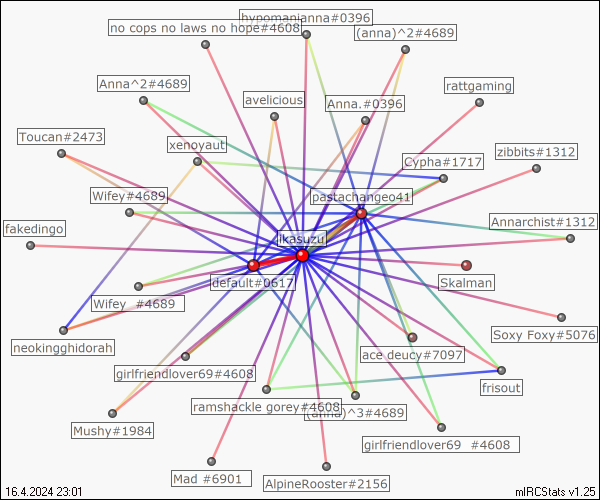 hypomanianna#0396
no cops no laws no hope#4608
(anna)^2#4689
Anna^2#4689
rattgaming
avelicious
Anna.#0396
Toucan#2473
xenoyaut
zibbits#1312
Cypha#1717
Wifey#4689
pastachangeo41
fakedingo
Annarchist#1312
ikasuzu
default#0617
Skalman
Wifey #4689
Soxy Foxy#5076
neokingghidorah
ace deucy#7097
girlfriendlover69#4608
frisout
ramshackle gorey#4608
(anna)^3#4689
Mushy#1984
girlfriendlover69 #4608
Mad #6901
AlpineRooster#2156
16.4.2024 23:01
mIRCStats v1.25